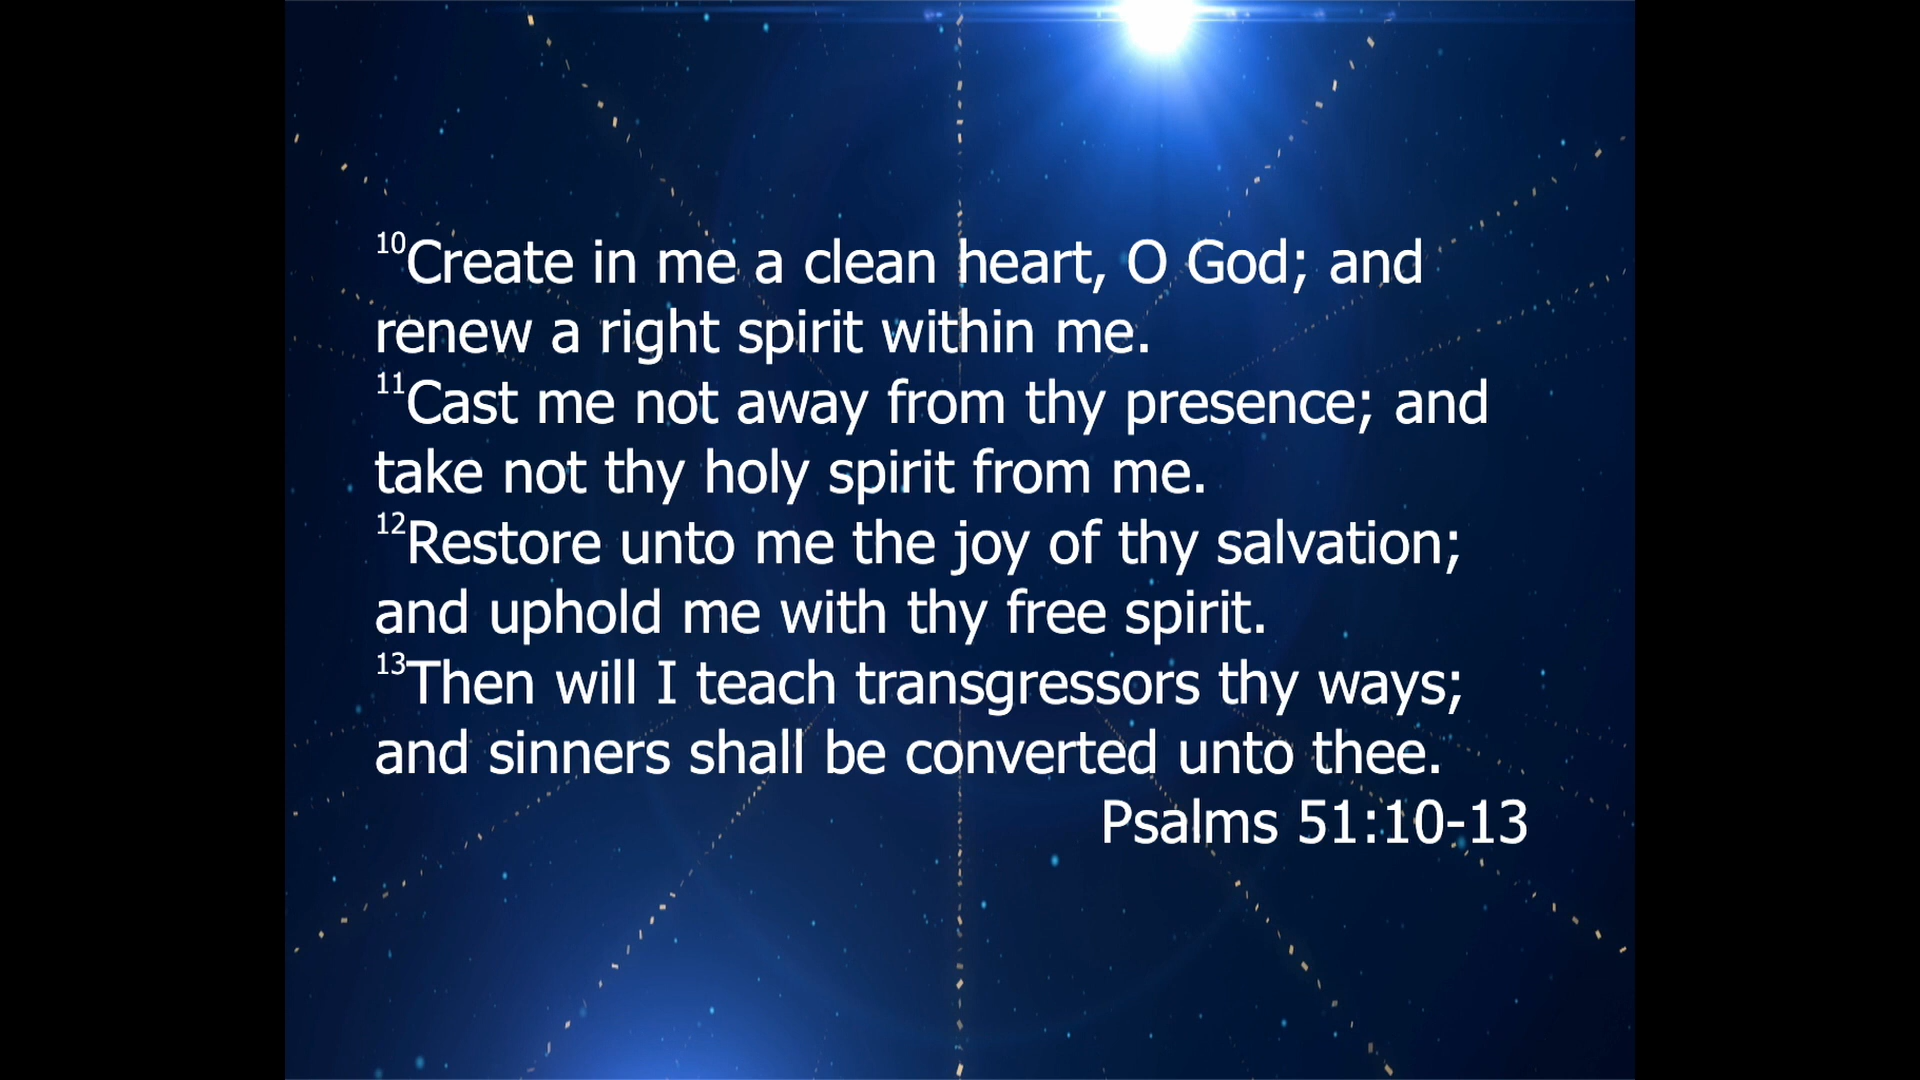 10Create in me a clean heart, O God; and
renew a right spirit within me.
11Cast me not away from thy presence; and
take not thy holy spirit from me.
12Restore unto me the joy of thy salvation;
and uphold me with thy free spirit.
13Then will I teach transgressors thy ways;
and sinners shall be converted unto thee.
Psalms 51:10-13